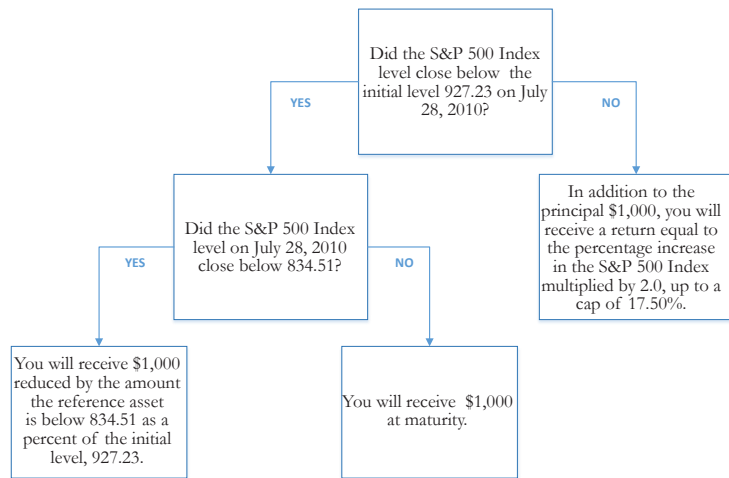 Did the S&P 500 Index
level close below the
initial level 927.23 on July
28, 2010?
YES
NO
Did the S&P 500 Index
level on July 28, 2010
close below 834.51?
In addition to the
principal $1,000, you will
receive a return equal to
the percentage increase
in the S&P 500 Index
multiplied by 2.0, up to a
cap of 17.50%.
YES
NO
You will receive $1,000
reduced by the amount
the reference asset
is below 834.51 as a
percent of the initial
level, 927.23.
You will receive $1,000
at maturity.